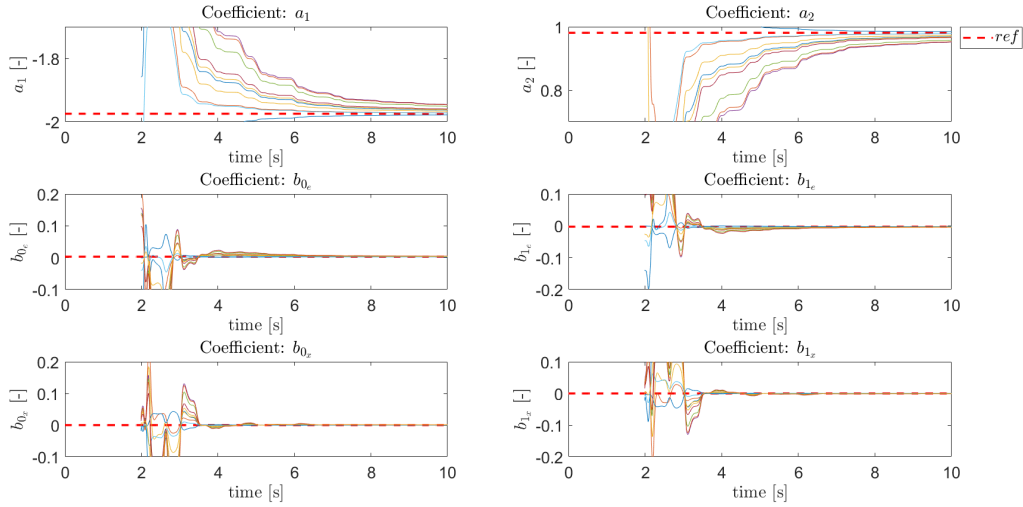 Coefficient: a₁
-1.8
-2
a₁ [-]
0 2 4 6 8 10
time [s]
Coefficient: a₂
1
0.8
a₂ [-]
0 2 4 6 8 10
time [s]
ref
Coefficient: b₀ₑ
0.2
0.1
0
-0.1
b₀ₑ [-]
0 2 4 6 8 10
time [s]
Coefficient: b₁ₑ
0.1
0
-0.1
-0.2
b₁ₑ [-]
0 2 4 6 8 10
time [s]
Coefficient: b₀ₓ
0.2
0.1
0
-0.1
b₀ₓ [-]
0 2 4 6 8 10
time [s]
Coefficient: b₁ₓ
0.1
0
-0.1
-0.2
b₁ₓ [-]
0 2 4 6 8 10
time [s]